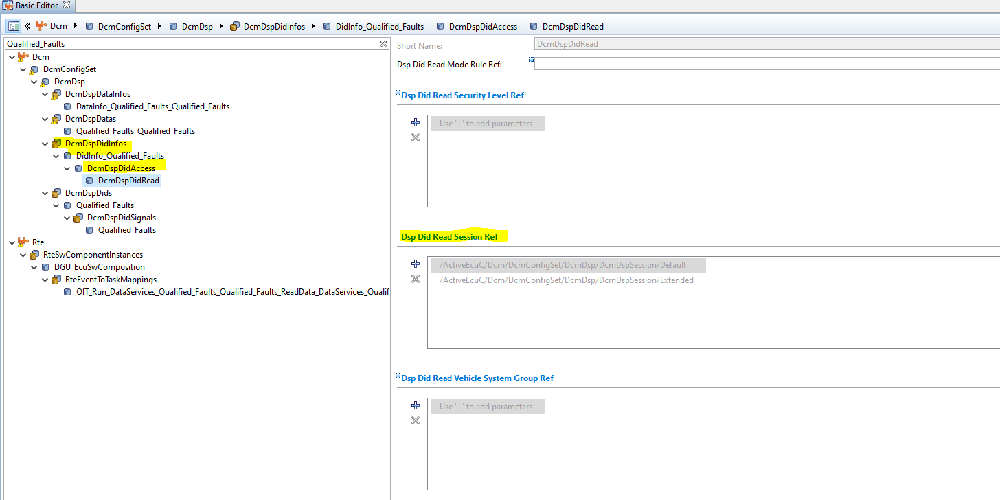 Basic Editor
Dcm DcmConfigSet DcmDsp DcmDspDidInfos DidInfo_Qualified_Faults DcmDspDidAccess DcmDspDidRead
Qualified_Faults
Dcm
DcmConfigSet
DcmDsp
DcmDspDataInfos
DataInfo_Qualified_Faults_Qualified_Faults
DcmDspDatas
Qualified_Faults_Qualified_Faults
DcmDspDidInfos
DidInfo_Qualified_Faults
DcmDspDidAccess
DcmDspDidRead
DcmDspDids
Qualified_Faults
DcmDspDidSignals
Qualified_Faults
Rte
RteSwComponentInstances
DGU_EcuSwComposition
RteEventToTaskMappings
OIT_Run_DataServices_Qualified_Faults_Qualified_Faults_ReadData_DataServices_Qualif
Short Name: DcmDspDidRead
Dsp Did Read Mode Rule Ref:
Dsp Did Read Security Level Ref
Use '+' to add parameters
Dsp Did Read Session Ref
/ActiveEcuC/Dcm/DcmConfigSet/DcmDsp/DcmDspSession/Default
/ActiveEcuC/Dcm/DcmConfigSet/DcmDsp/DcmDspSession/Extended
Dsp Did Read Vehicle System Group Ref
Use '+' to add parameters